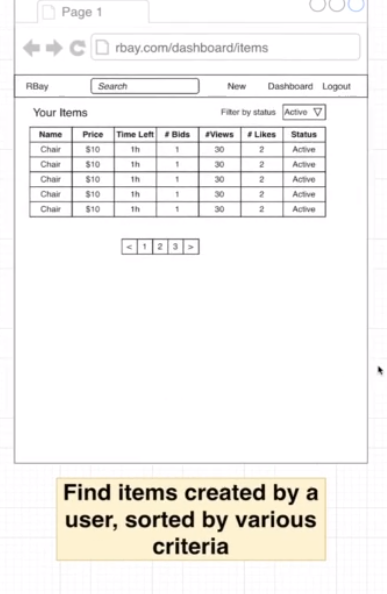 Page 1
rbay.com/dashboard/items
RBay Search New Dashboard Logout
Your Items Filter by status Active
Name Price Time Left # Bids #Views # Likes Status
Chair $10 1h 1 30 2 Active
Chair $10 1h 1 30 2 Active
Chair $10 1h 1 30 2 Active
Chair $10 1h 1 30 2 Active
Chair $10 1h 1 30 2 Active
< 1 2 3 >
Find items created by a
user, sorted by various
criteria